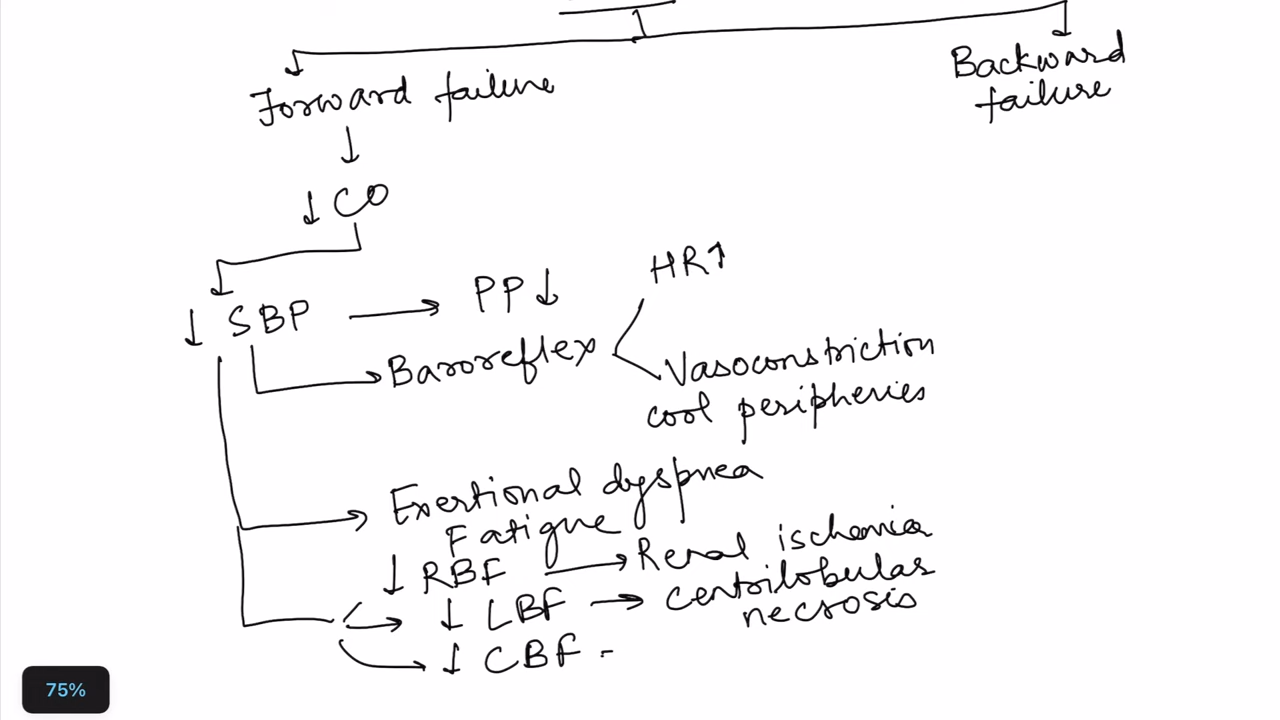 Forward failure
Backward
failure
↓ CO
↓ SBP → PP↓
HR↑
Baroreflex
Vasoconstriction
cool peripheries
Exertional dyspnea
Fatigue
↓ RBF → Renal ischemia
↓ LBF → centrilobular
necrosis
↓ CBF -
75%